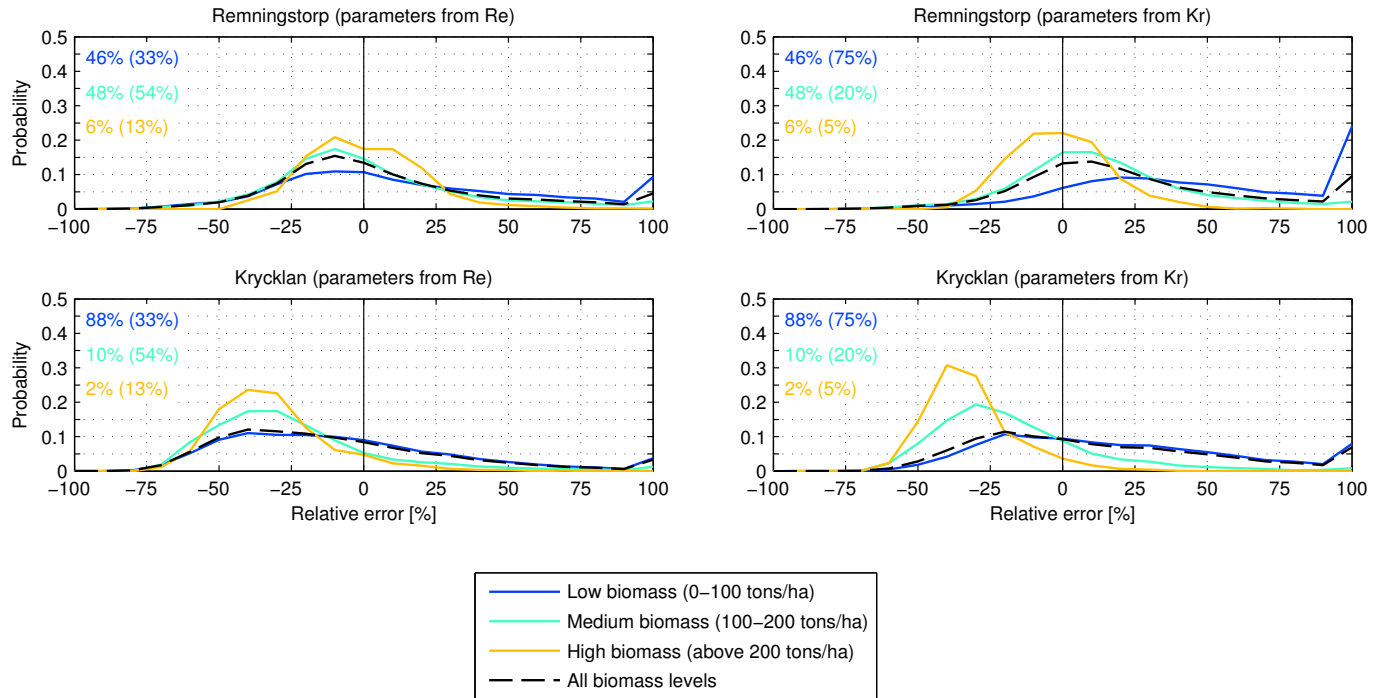 Remningstorp (parameters from Re)
0.5
0.4
0.3
0.2
0.1
0
Probability
46% (33%)
48% (54%)
6% (13%)
−100 −75 −50 −25 0 25 50 75 100
Remningstorp (parameters from Kr)
0.5
0.4
0.3
0.2
0.1
0
46% (75%)
48% (20%)
6% (5%)
−100 −75 −50 −25 0 25 50 75 100
Krycklan (parameters from Re)
0.5
0.4
0.3
0.2
0.1
0
Probability
88% (33%)
10% (54%)
2% (13%)
−100 −75 −50 −25 0 25 50 75 100
Relative error [%]
Krycklan (parameters from Kr)
0.5
0.4
0.3
0.2
0.1
0
88% (75%)
10% (20%)
2% (5%)
−100 −75 −50 −25 0 25 50 75 100
Relative error [%]
Low biomass (0−100 tons/ha)
Medium biomass (100−200 tons/ha)
High biomass (above 200 tons/ha)
All biomass levels